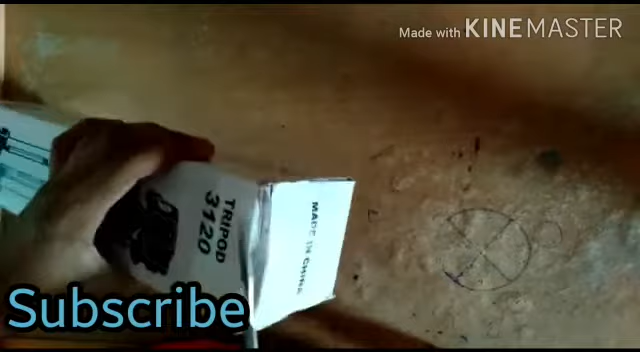 Made with KINEMASTER
TRIPOD
3120
MADE IN CHINA
Subscribe